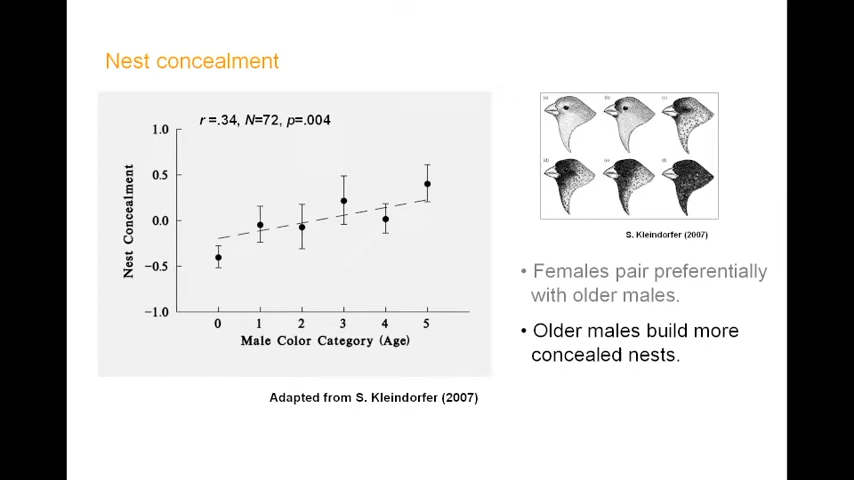 Nest concealment
r =.34, N=72, p=.004
1.0
0.5
0.0
−0.5
−1.0
Nest Concealment
0 1 2 3 4 5
Male Color Category (Age)
Adapted from S. Kleindorfer (2007)
(a) (b) (c)
(d) (e) (f)
S. Kleindorfer (2007)
• Females pair preferentially
with older males.
• Older males build more
concealed nests.